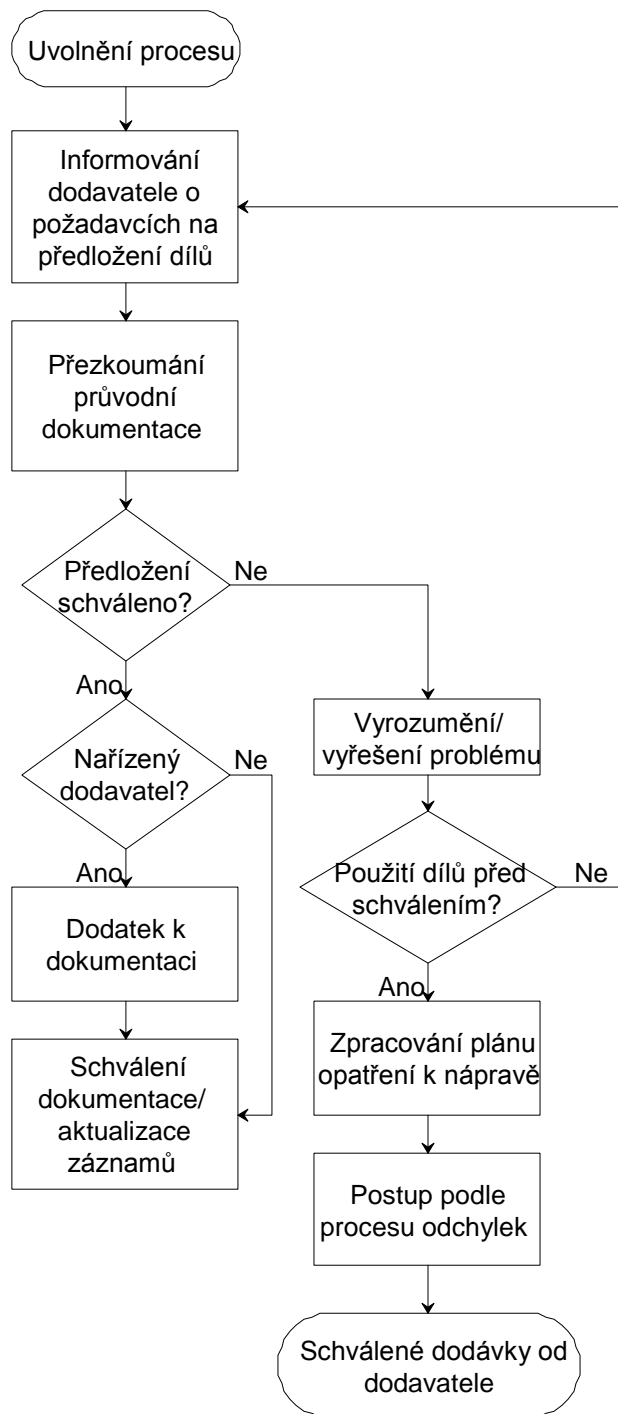 Uvolnění procesu
Informování
dodavatele o
požadavcích na
předložení dílů
Přezkoumání
průvodní
dokumentace
Předložení
schváleno?
Ne
Ano
Nařízený
dodavatel?
Ne
Ano
Dodatek k
dokumentaci
Schválení
dokumentace/
aktualizace
záznamů
Vyrozumění/
vyřešení problému
Použití dílů před
schválením?
Ne
Ano
Zpracování plánu
opatření k nápravě
Postup podle
procesu odchylek
Schválené dodávky od
dodavatele